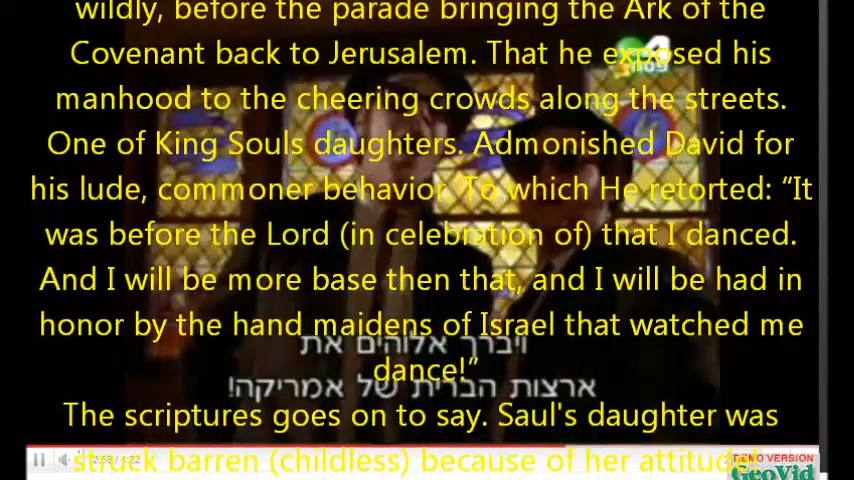 wildly, before the parade bringing the Ark of the
Covenant back to Jerusalem. That he exposed his
manhood to the cheering crowds along the streets.
One of King Souls daughters. Admonished David for
his lude, commoner behavior. To which He retorted: “It
was before the Lord (in celebration of) that I danced.
And I will be more base then that, and I will be had in
honor by the hand maidens of Israel that watched me
ויברך אלוהים את
dance!”
ארצות הברית של אמריקה!
The scriptures goes on to say. Saul's daughter was
struck barren (childless) because of her attitude!
DEMO VERSION
GeoVid